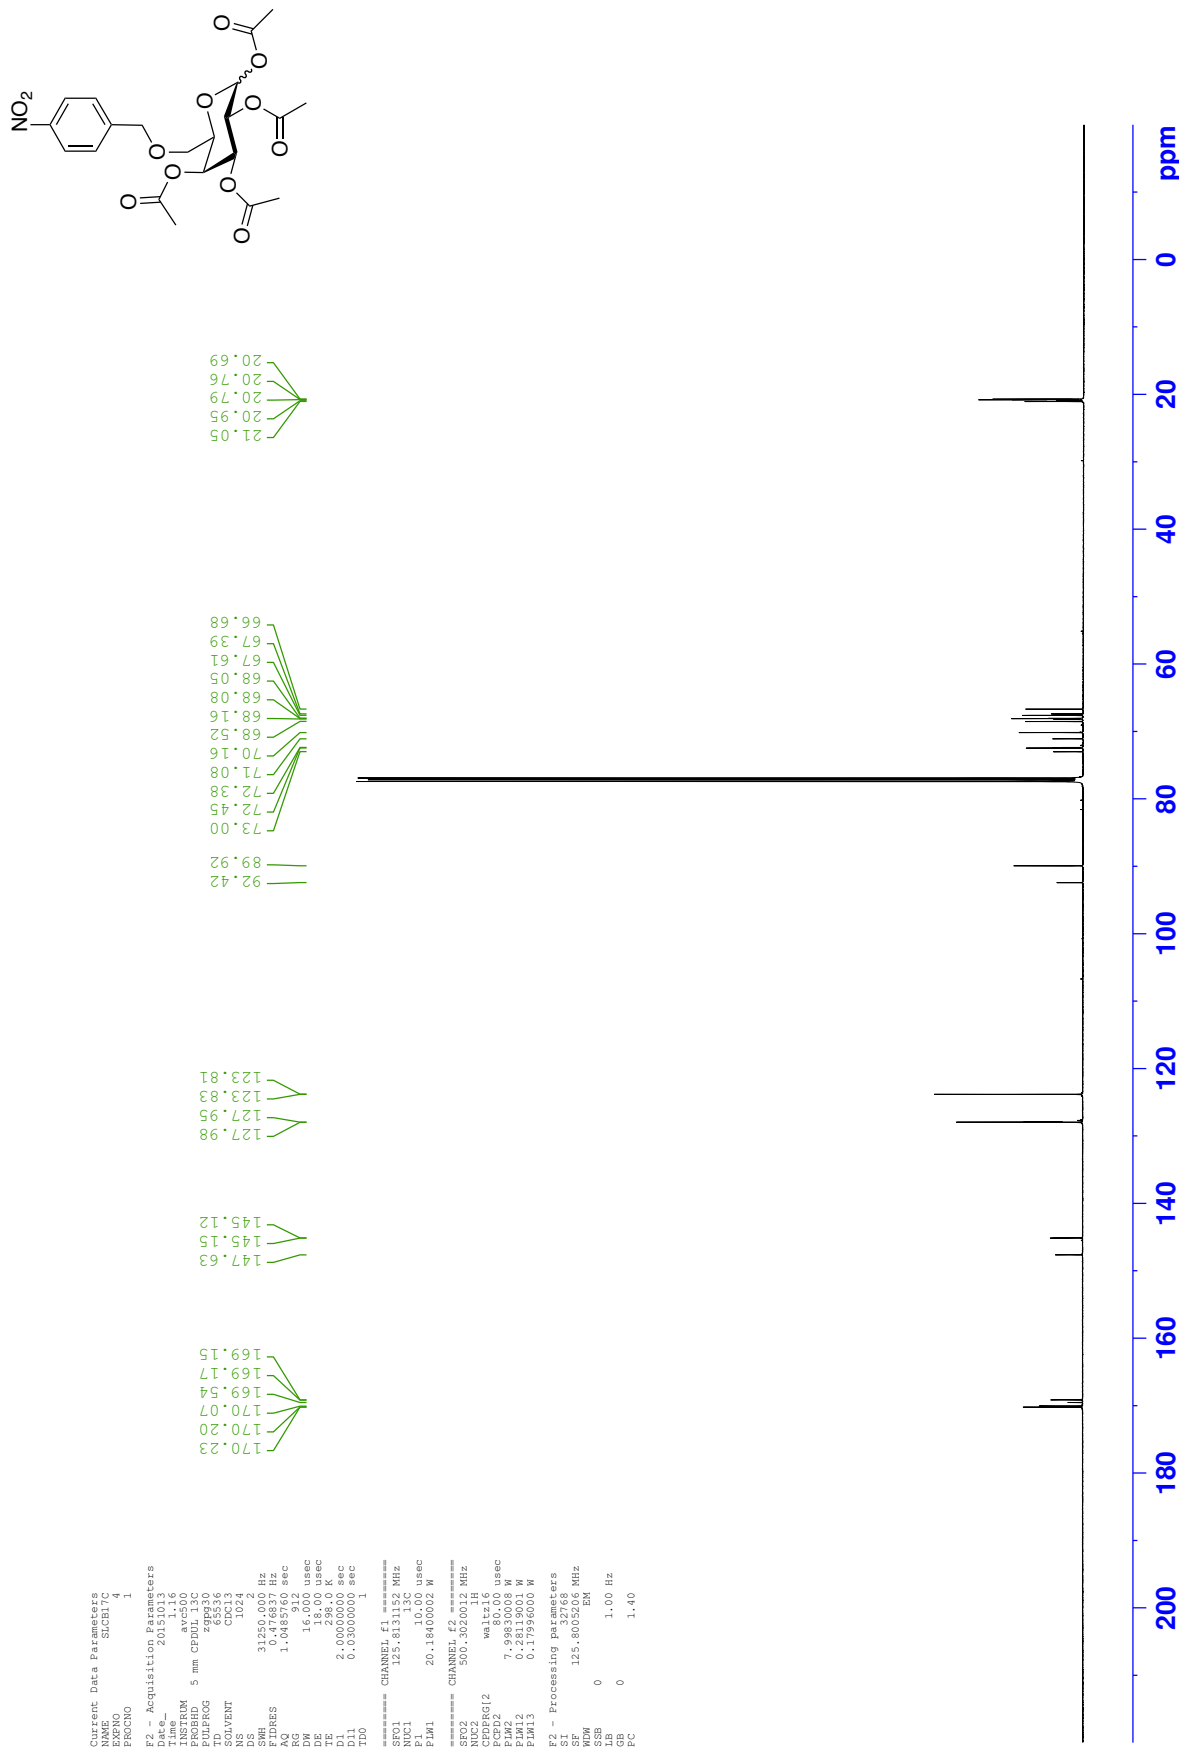 Current Data Parameters
NAME SLCB17C
EXPNO 4
PROCNO 1
F2 - Acquisition Parameters
Date_ 20151013
Time 1.16
INSTRUM avc500
PROBHD 5 mm CPDUL 13C
PULPROG zgpg30
TD 65536
SOLVENT CDCl3
NS 1024
DS 2
SWH 31250.000 Hz
FIDRES 0.476837 Hz
AQ 1.0485760 sec
RG 912
DW 16.000 usec
DE 18.00 usec
TE 298.0 K
D1 2.00000000 sec
D11 0.03000000 sec
TD0 1
======== CHANNEL f1 ========
SFO1 125.8131152 MHz
NUC1 13C
P1 10.00 usec
PLW1 20.18400002 W
======== CHANNEL f2 ========
SFO2 500.3020012 MHz
NUC2 1H
CPDPRG[2 waltz16
PCPD2 80.00 usec
PLW2 7.99839008 W
PLW12 0.28119001 W
PLW13 0.17996000 W
F2 - Processing parameters
SI 32768
SF 125.8005206 MHz
WDW EM
SSB 0
LB 1.00 Hz
GB 0
PC 1.40
170.23
170.20
170.07
169.54
169.17
169.15
147.63
145.15
145.12
127.98
127.95
123.83
123.81
92.42
89.92
73.00
72.45
72.38
71.08
70.16
68.52
68.16
68.08
68.05
67.61
67.39
66.68
21.05
20.95
20.79
20.76
20.69
NO2
O
O
O
O
O
O
O
O
O
O
200
180
160
140
120
100
80
60
40
20
0
ppm